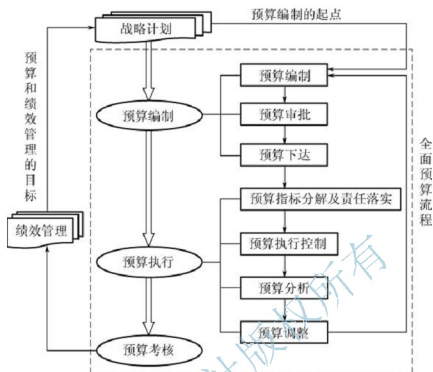 预算编制的起点
战略计划
预算编制
预算编制
预算审批
预算下达
预算和绩效管理的目标
全面预算流程
预算指标分解及责任落实
绩效管理
预算执行控制
预算执行
预算分析
预算调整
预算考核
版权所有